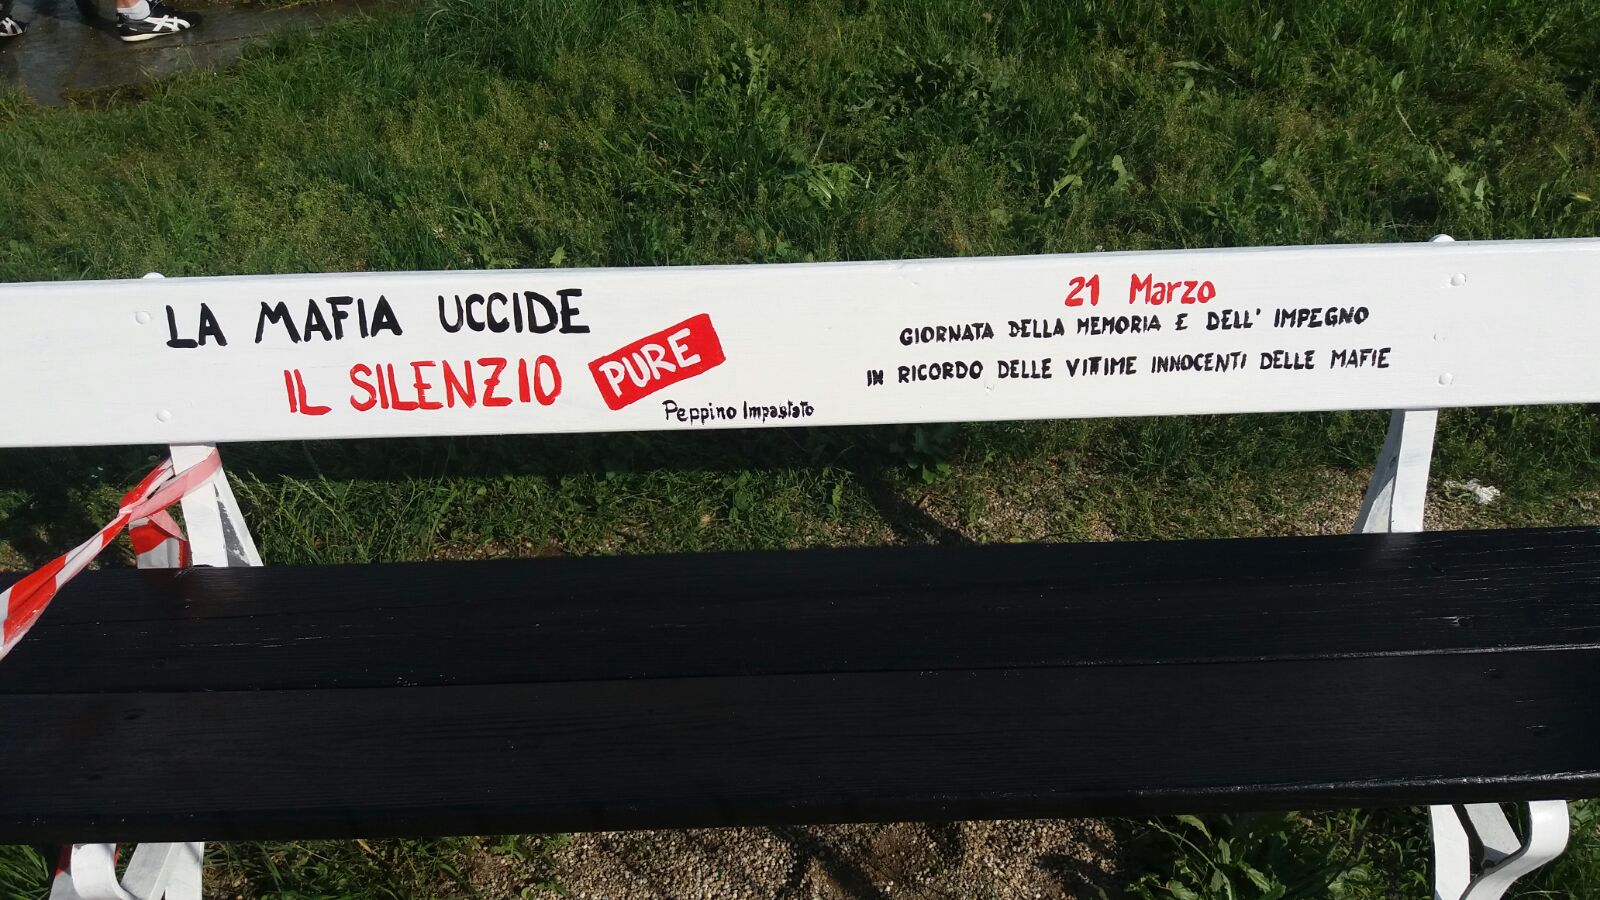 LA MAFIA UCCIDE
IL SILENZIO PURE
Peppino Impastato
21 Marzo
GIORNATA DELLA MEMORIA E DELL' IMPEGNO
IN RICORDO DELLE VITTIME INNOCENTI DELLE MAFIE